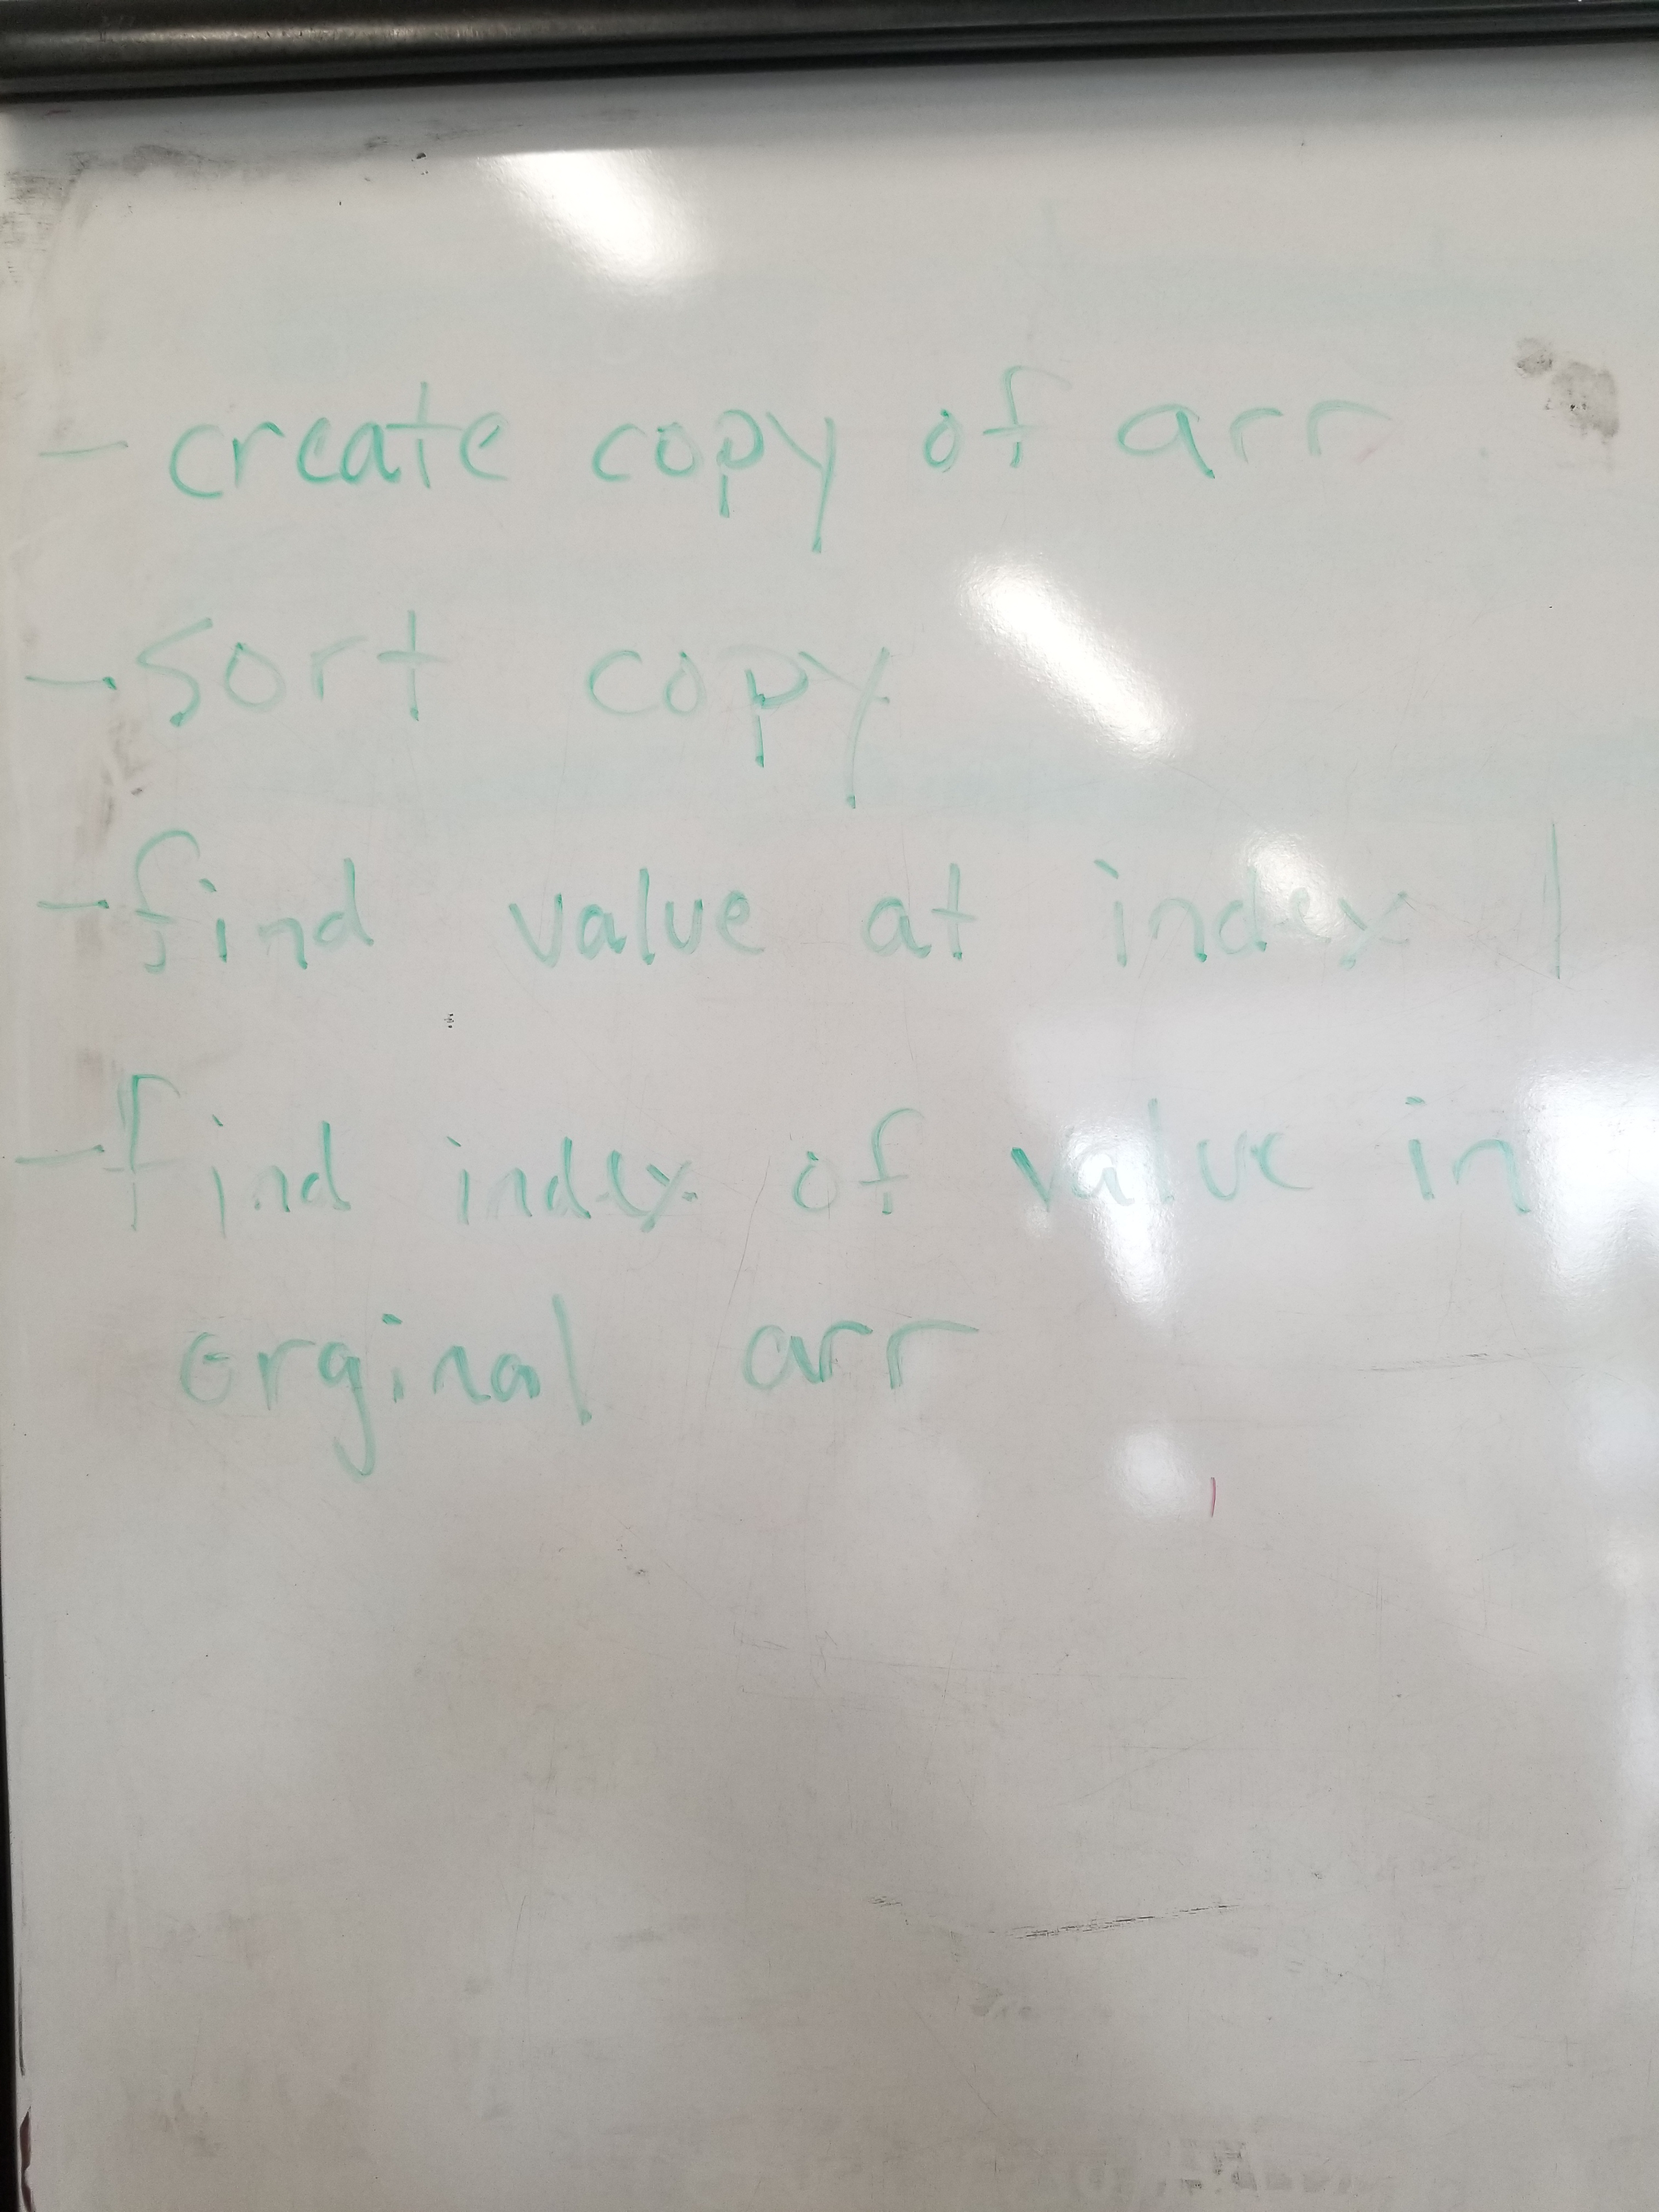 - create copy of arr
- sort copy
- find value at index 1
- find index of value in
orginal arr